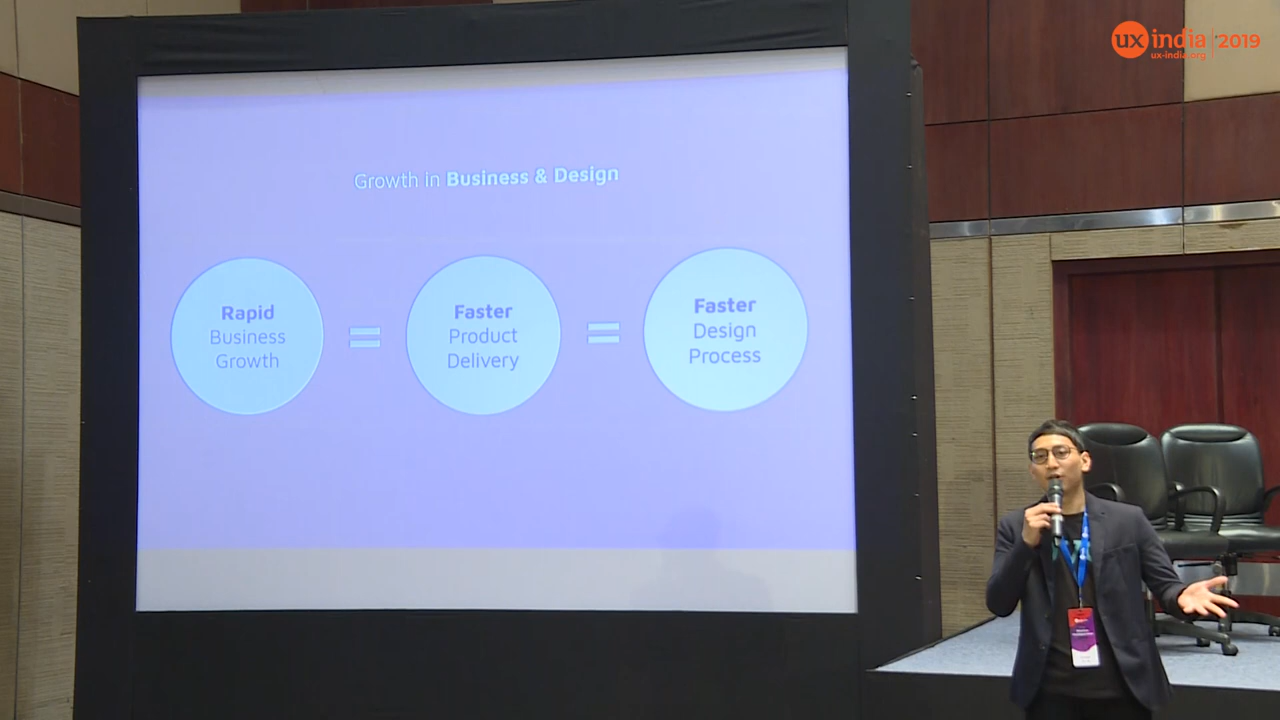 ux india 2019
ux-india.org
Growth in Business & Design
Rapid
Business
Growth
=
Faster
Product
Delivery
=
Faster
Design
Process